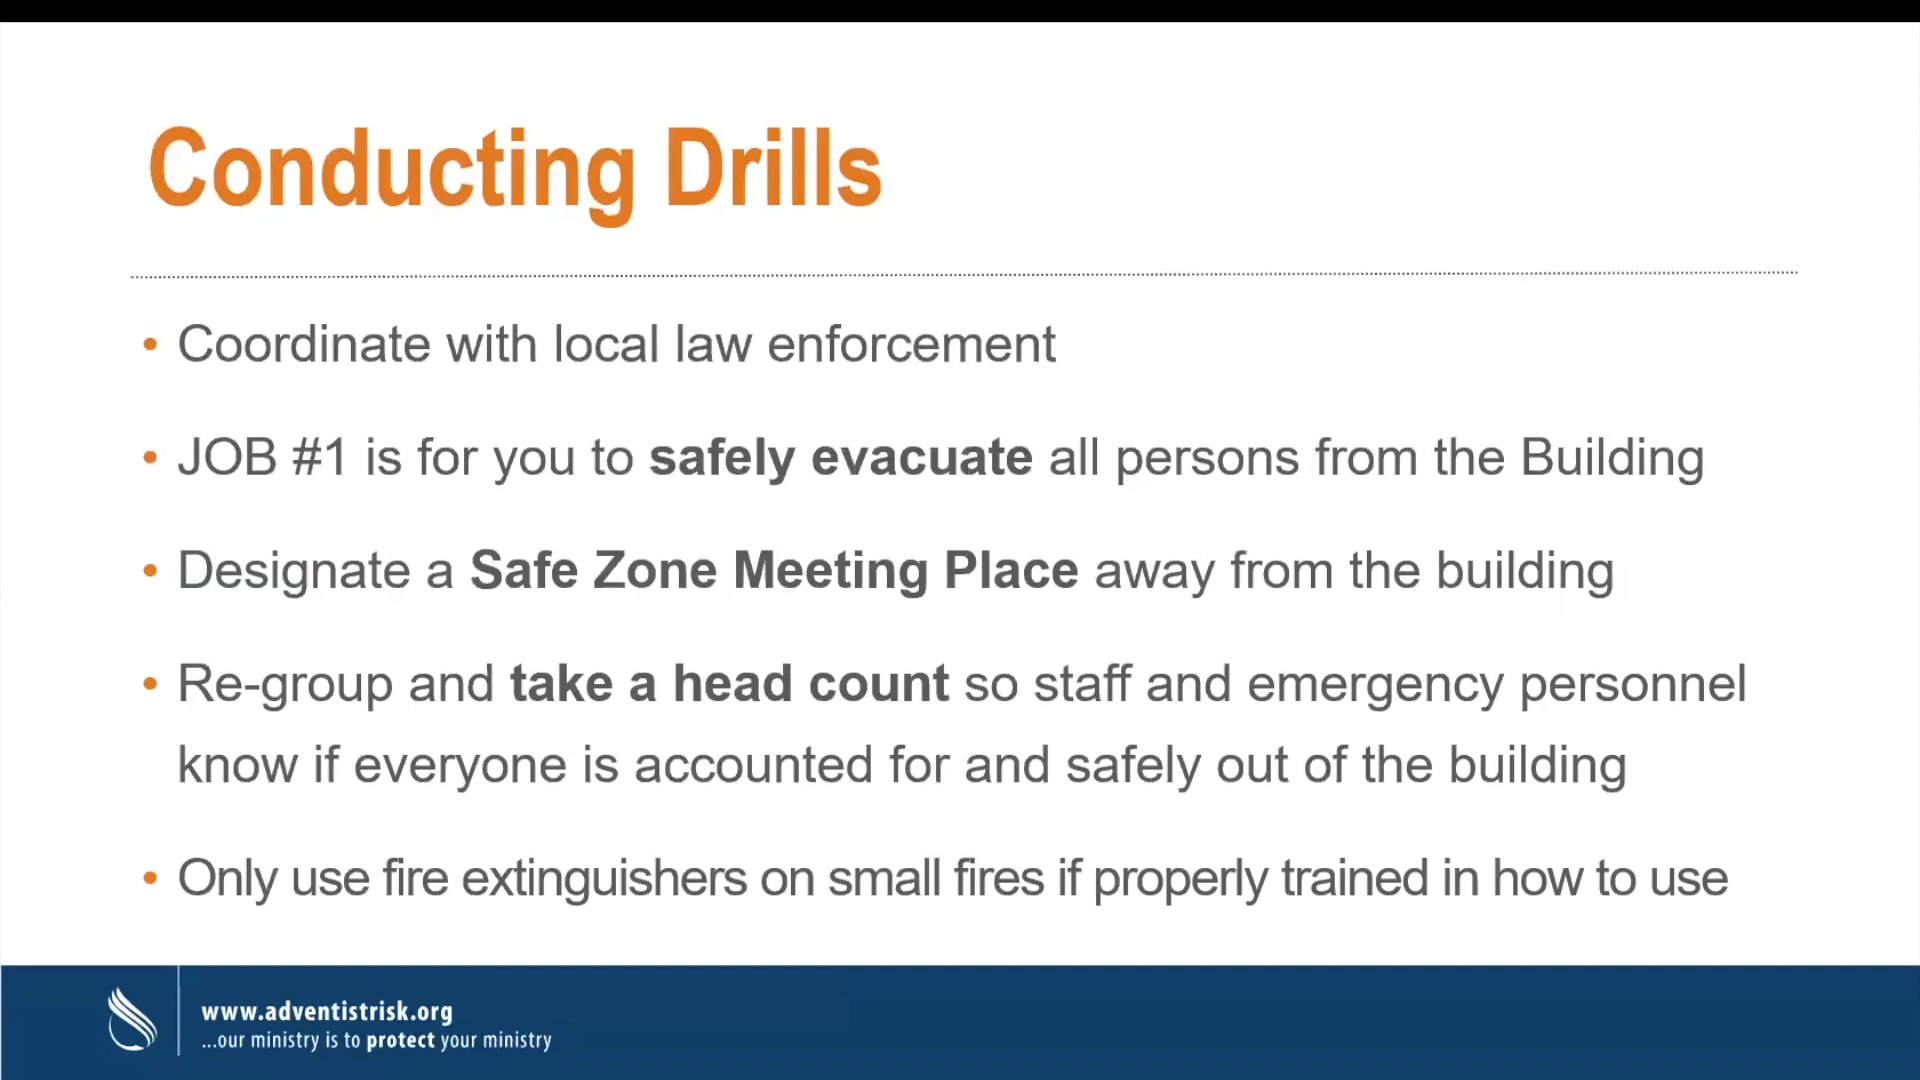 Conducting Drills
• Coordinate with local law enforcement
• JOB #1 is for you to safely evacuate all persons from the Building
• Designate a Safe Zone Meeting Place away from the building
• Re-group and take a head count so staff and emergency personnel
know if everyone is accounted for and safely out of the building
• Only use fire extinguishers on small fires if properly trained in how to use
www.adventistrisk.org
...our ministry is to protect your ministry